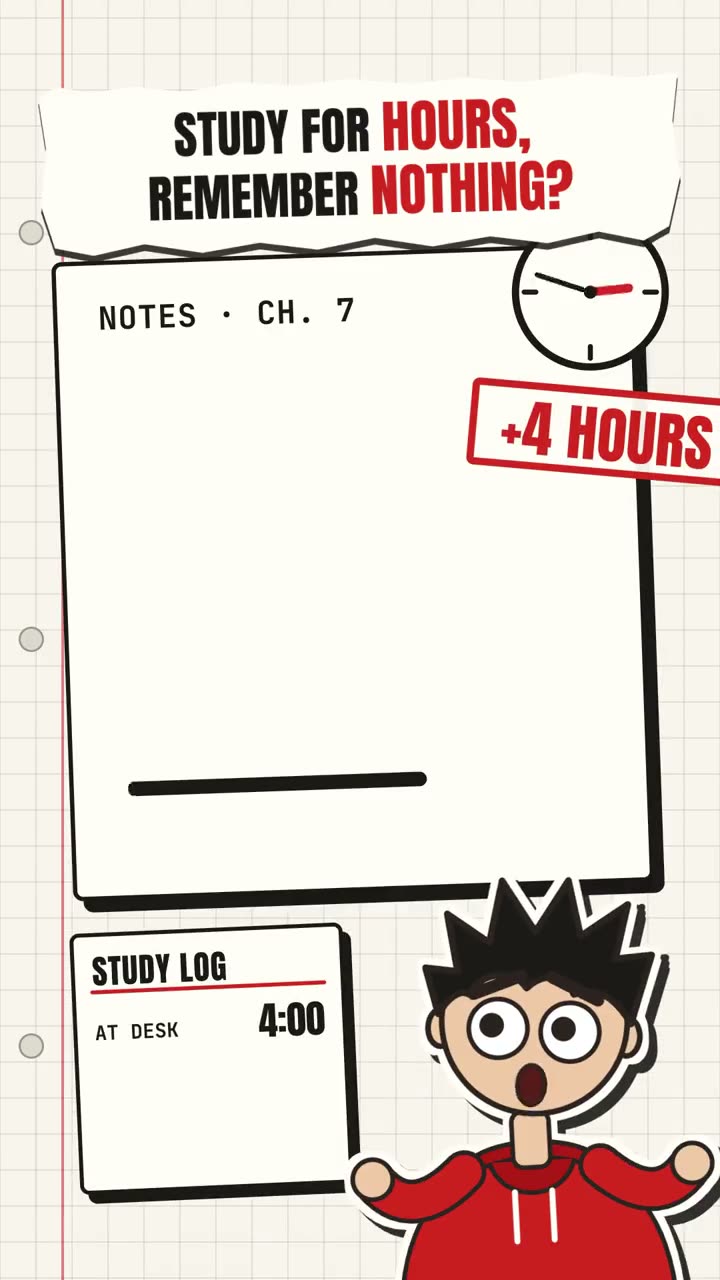 STUDY FOR HOURS,
REMEMBER NOTHING?
NOTES · CH. 7
+4 HOURS
STUDY LOG
AT DESK 4:00